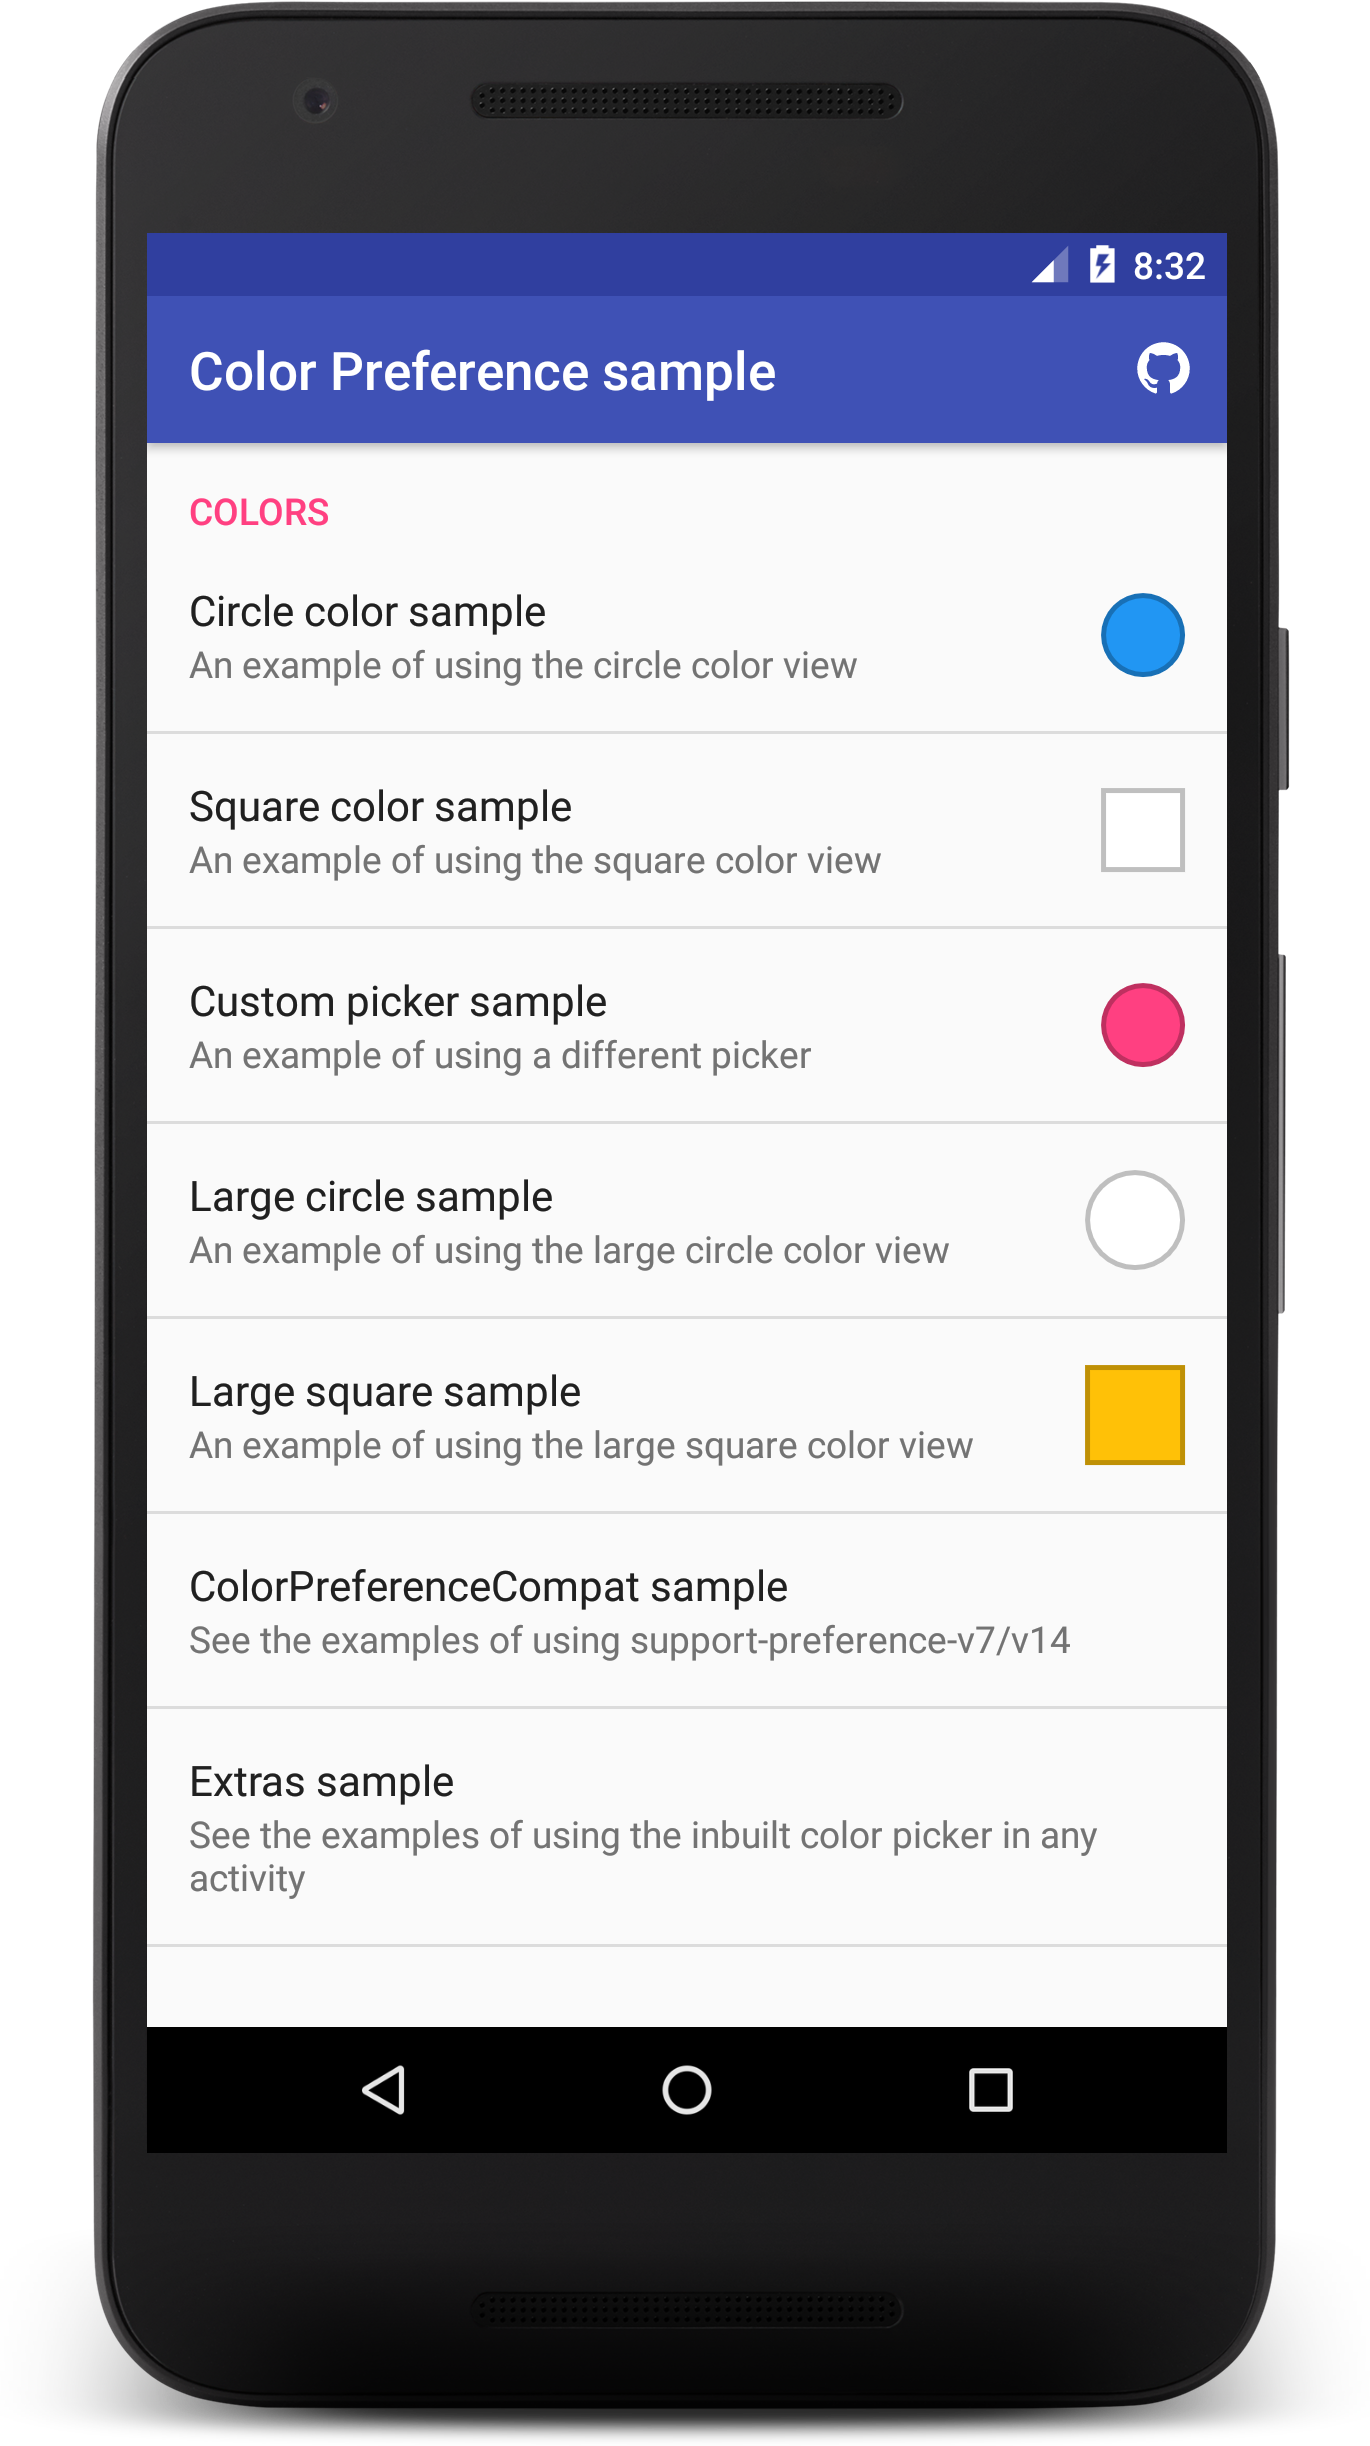 8:32
Color Preference sample
COLORS
Circle color sample
An example of using the circle color view
Square color sample
An example of using the square color view
Custom picker sample
An example of using a different picker
Large circle sample
An example of using the large circle color view
Large square sample
An example of using the large square color view
ColorPreferenceCompat sample
See the examples of using support-preference-v7/v14
Extras sample
See the examples of using the inbuilt color picker in any
activity